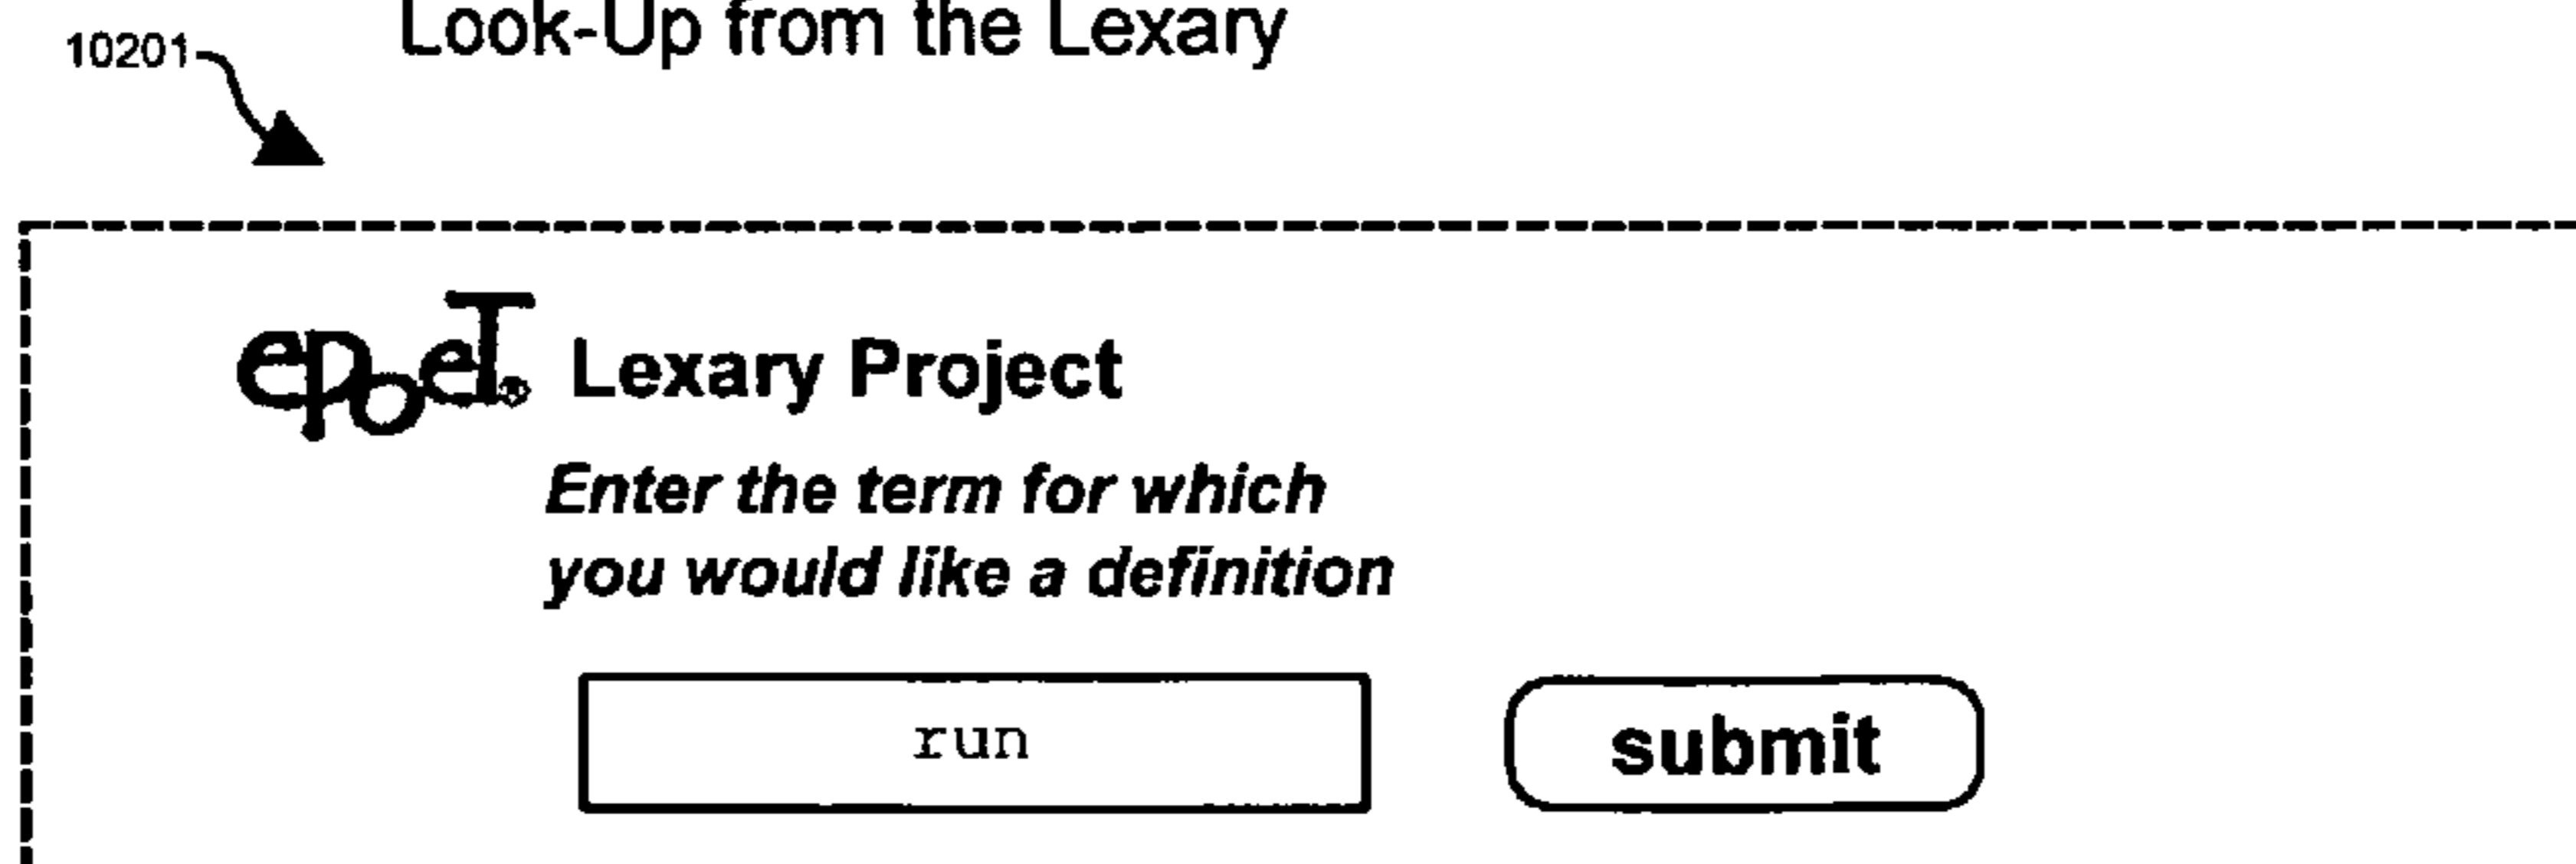 Look-Up from the Lexary
10201
epoeT® Lexary Project
Enter the term for which
you would like a definition
run
submit